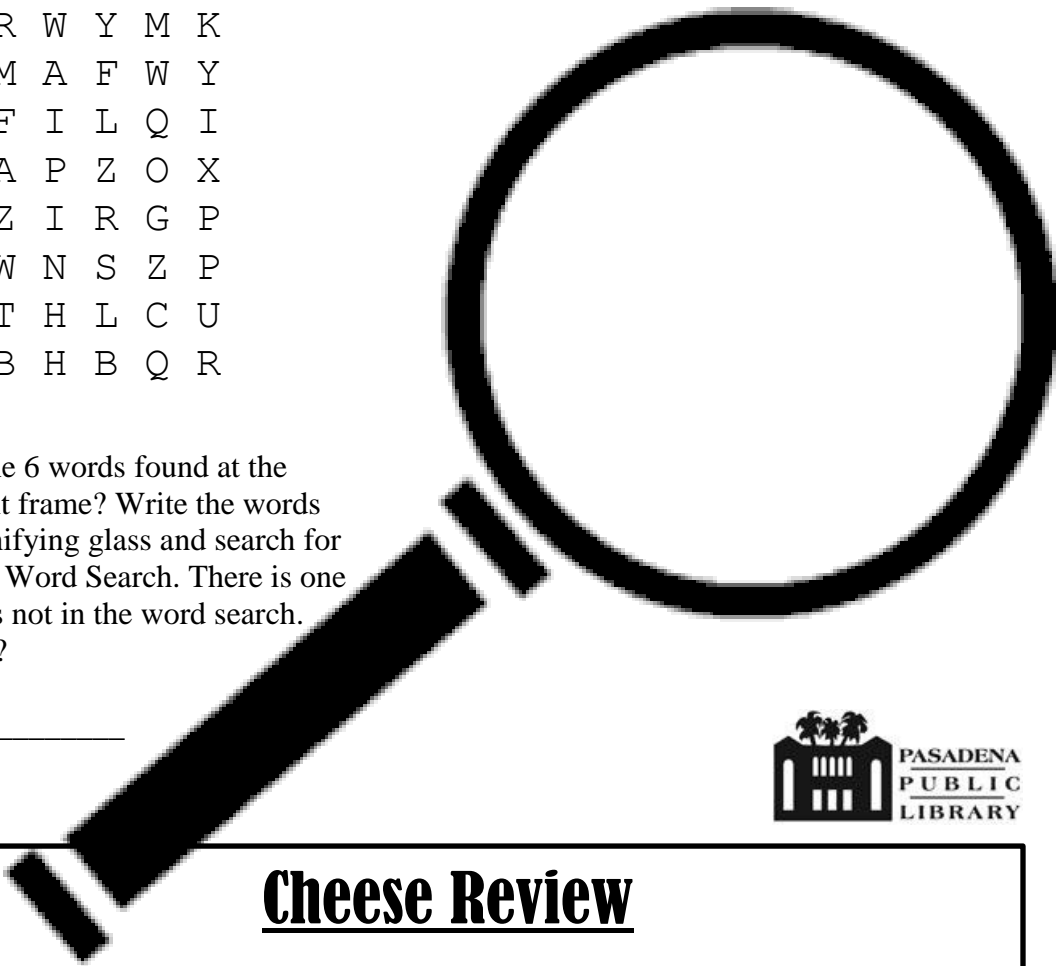 R W Y M K
M A F W Y
F I L Q I
A P Z O X
Z I R G P
W N S Z P
T H L C U
B H B Q R
6 words found at the
frame? Write the words
glass and search for
Word Search. There is one
not in the word search.
?
________
PASADENA
PUBLIC
LIBRARY
Cheese Review